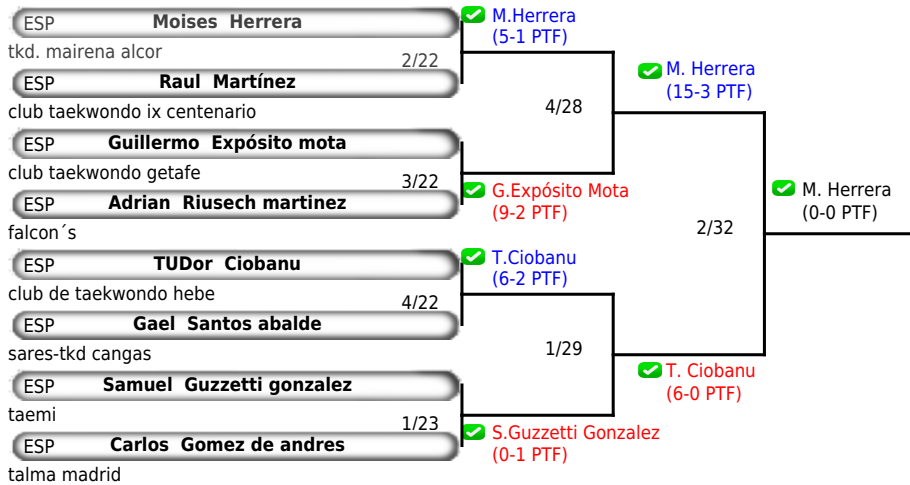 ESP Moises Herrera
tkd. mairena alcor
2/22
ESP Raul Martínez
club taekwondo ix centenario
ESP Guillermo Expósito mota
club taekwondo getafe
3/22
ESP Adrian Riusech martinez
falcon´s
ESP TUDor Ciobanu
club de taekwondo hebe
4/22
ESP Gael Santos abalde
sares-tkd cangas
ESP Samuel Guzzetti gonzalez
taemi
1/23
ESP Carlos Gomez de andres
talma madrid
M.Herrera
(5-1 PTF)
4/28
G.Expósito Mota
(9-2 PTF)
T.Ciobanu
(6-2 PTF)
1/29
S.Guzzetti Gonzalez
(0-1 PTF)
M. Herrera
(15-3 PTF)
2/32
T. Ciobanu
(6-0 PTF)
M. Herrera
(0-0 PTF)